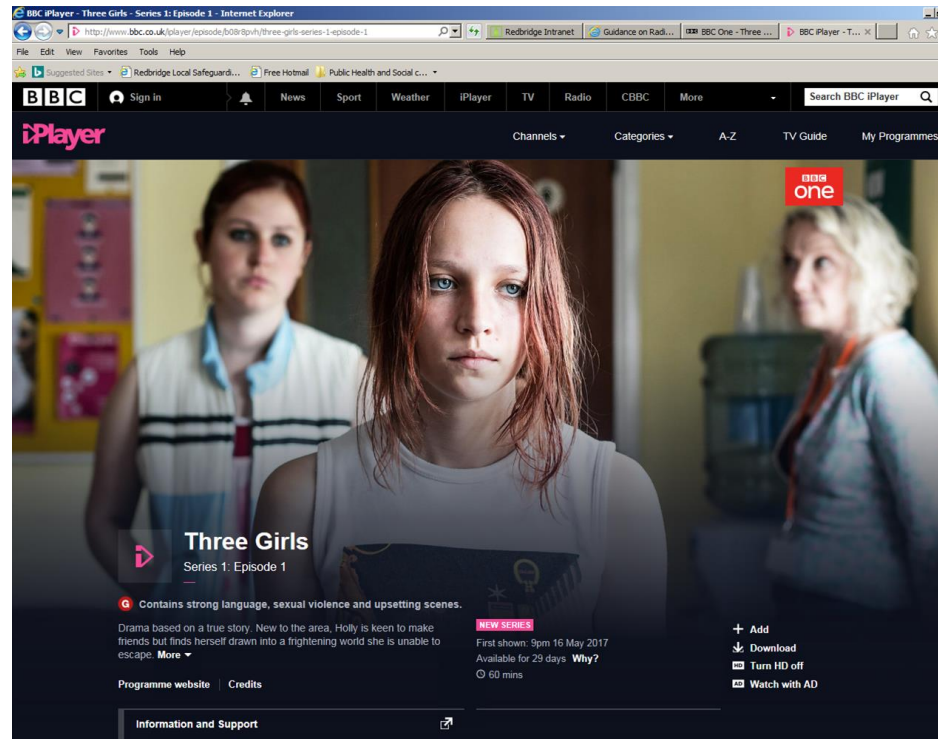 BBC iPlayer - Three Girls - Series 1: Episode 1 - Internet Explorer
http://www.bbc.co.uk/iplayer/episode/b08r8pvh/three-girls-series-1-episode-1
Redbridge Intranet
Guidance on Radi...
BBC One - Three ...
BBC iPlayer - T...
File Edit View Favorites Tools Help
Suggested Sites
Redbridge Local Safeguardi...
Free Hotmail
Public Health and Social c...
BBC Sign in News Sport Weather iPlayer TV Radio CBBC More Search BBC iPlayer
iPlayer Channels Categories A-Z TV Guide My Programmes
BBC
one
Three Girls
Series 1: Episode 1
G Contains strong language, sexual violence and upsetting scenes.
Drama based on a true story. New to the area, Holly is keen to make
friends but finds herself drawn into a frightening world she is unable to
escape. More
Programme website Credits
NEW SERIES
First shown: 9pm 16 May 2017
Available for 29 days Why?
60 mins
Add
Download
HD Turn HD off
AD Watch with AD
Information and Support